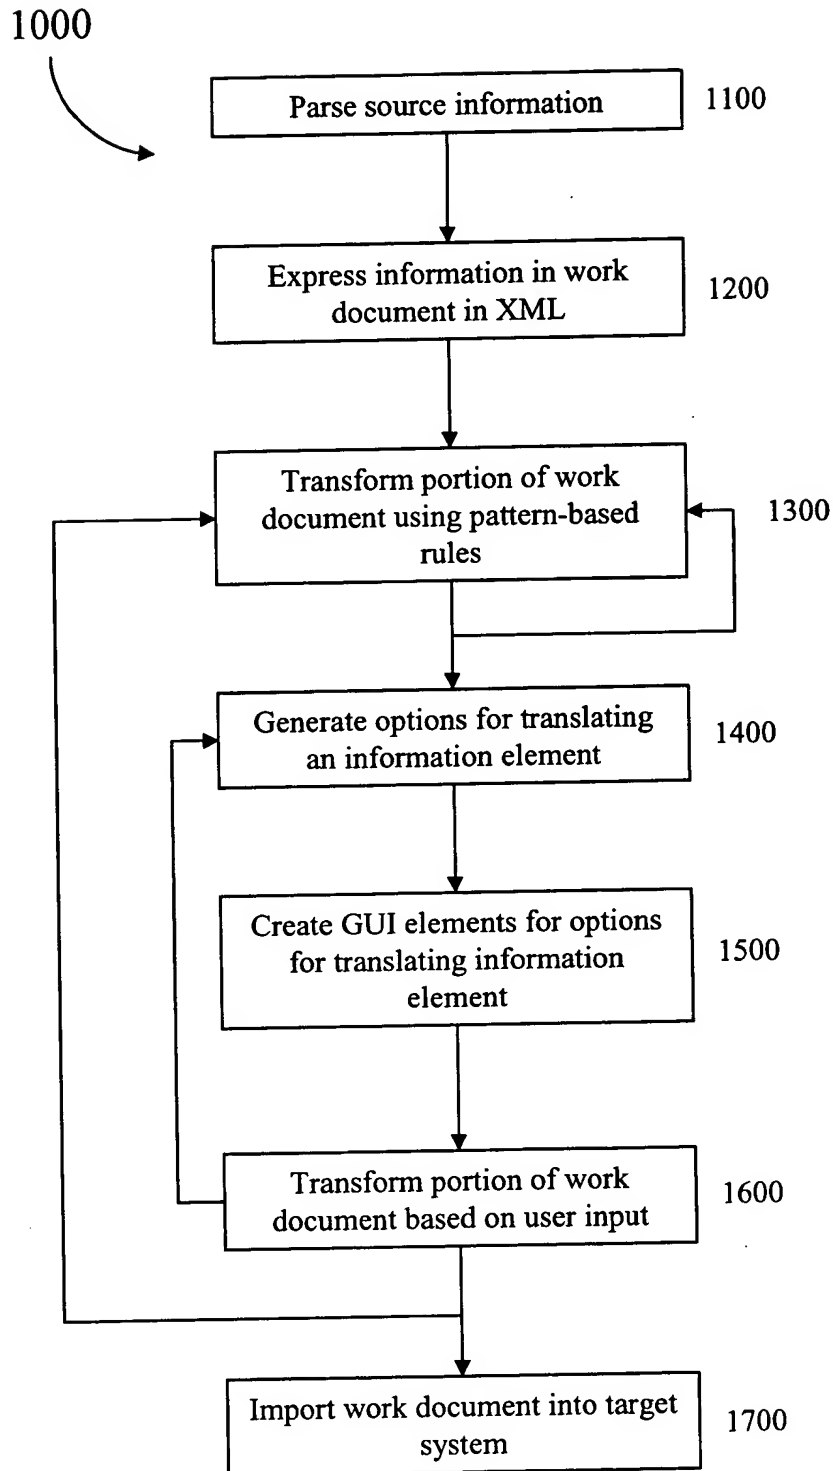 1000
Parse source information
1100
Express information in work
document in XML
1200
Transform portion of work
document using pattern-based
rules
1300
Generate options for translating
an information element
1400
Create GUI elements for options
for translating information
element
1500
Transform portion of work
document based on user input
1600
Import work document into target
system
1700